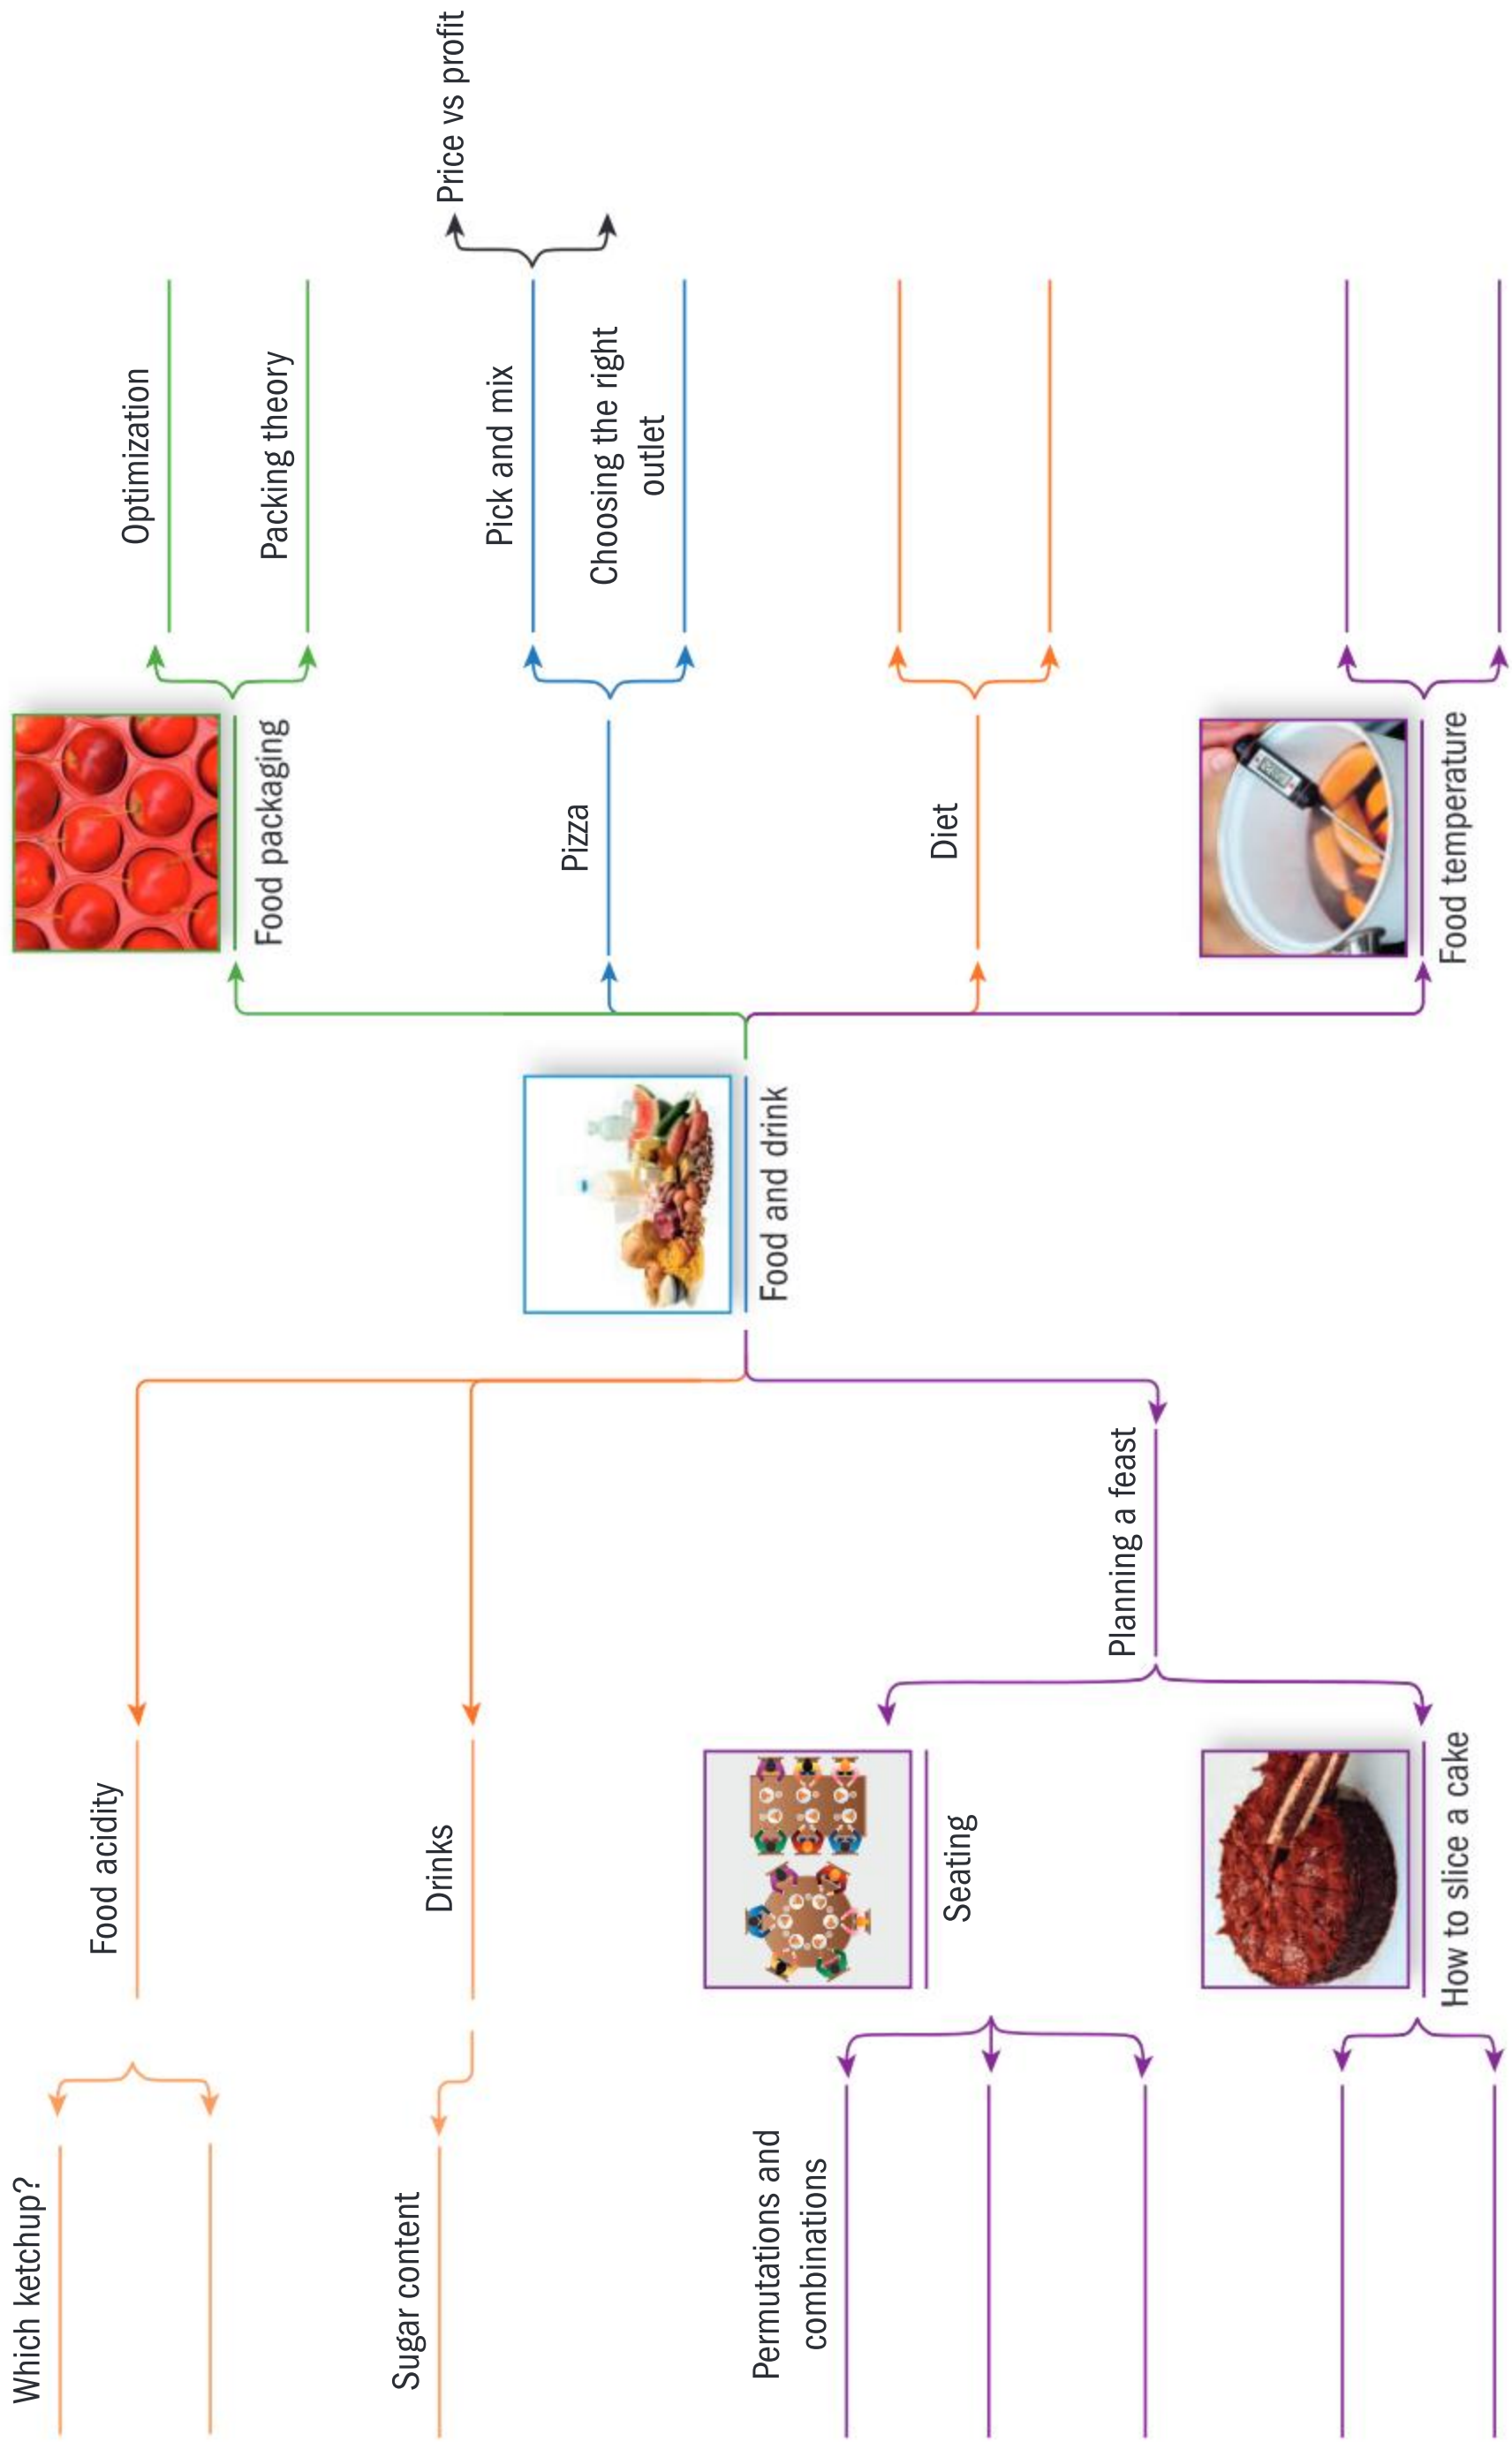 Which ketchup?
Food acidity
Sugar content
Drinks
Permutations and
combinations
Seating
How to slice a cake
Planning a feast
Food and drink
Food packaging
Optimization
Packing theory
Pizza
Pick and mix
Price vs profit
Choosing the right
outlet
Diet
Food temperature